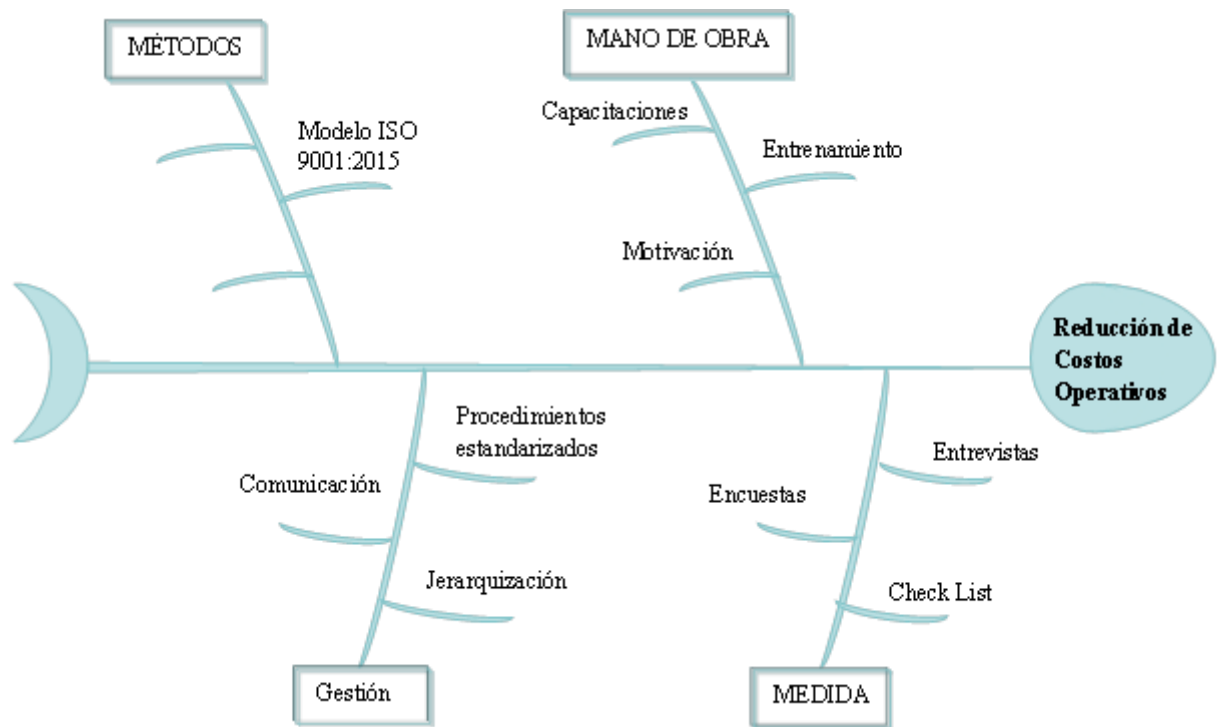 MÉTODOS
MANO DE OBRA
Capacitaciones
Modelo ISO
9001:2015
Entrenamiento
Motivación
Reducción de
Costos
Operativos
Procedimientos
estandarizados
Comunicación
Entrevistas
Encuestas
Jerarquización
Check List
Gestión
MEDIDA